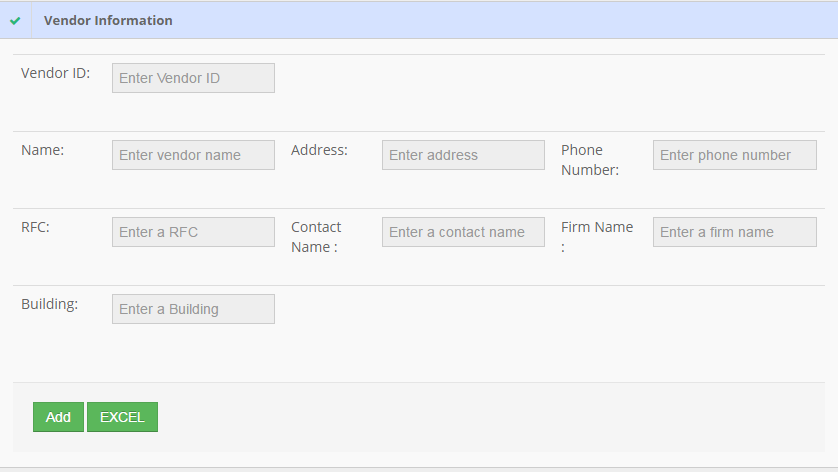 Vendor Information
Vendor ID: Enter Vendor ID
Name: Enter vendor name Address: Enter address Phone Number: Enter phone number
RFC: Enter a RFC Contact Name : Enter a contact name Firm Name : Enter a firm name
Building: Enter a Building
Add EXCEL